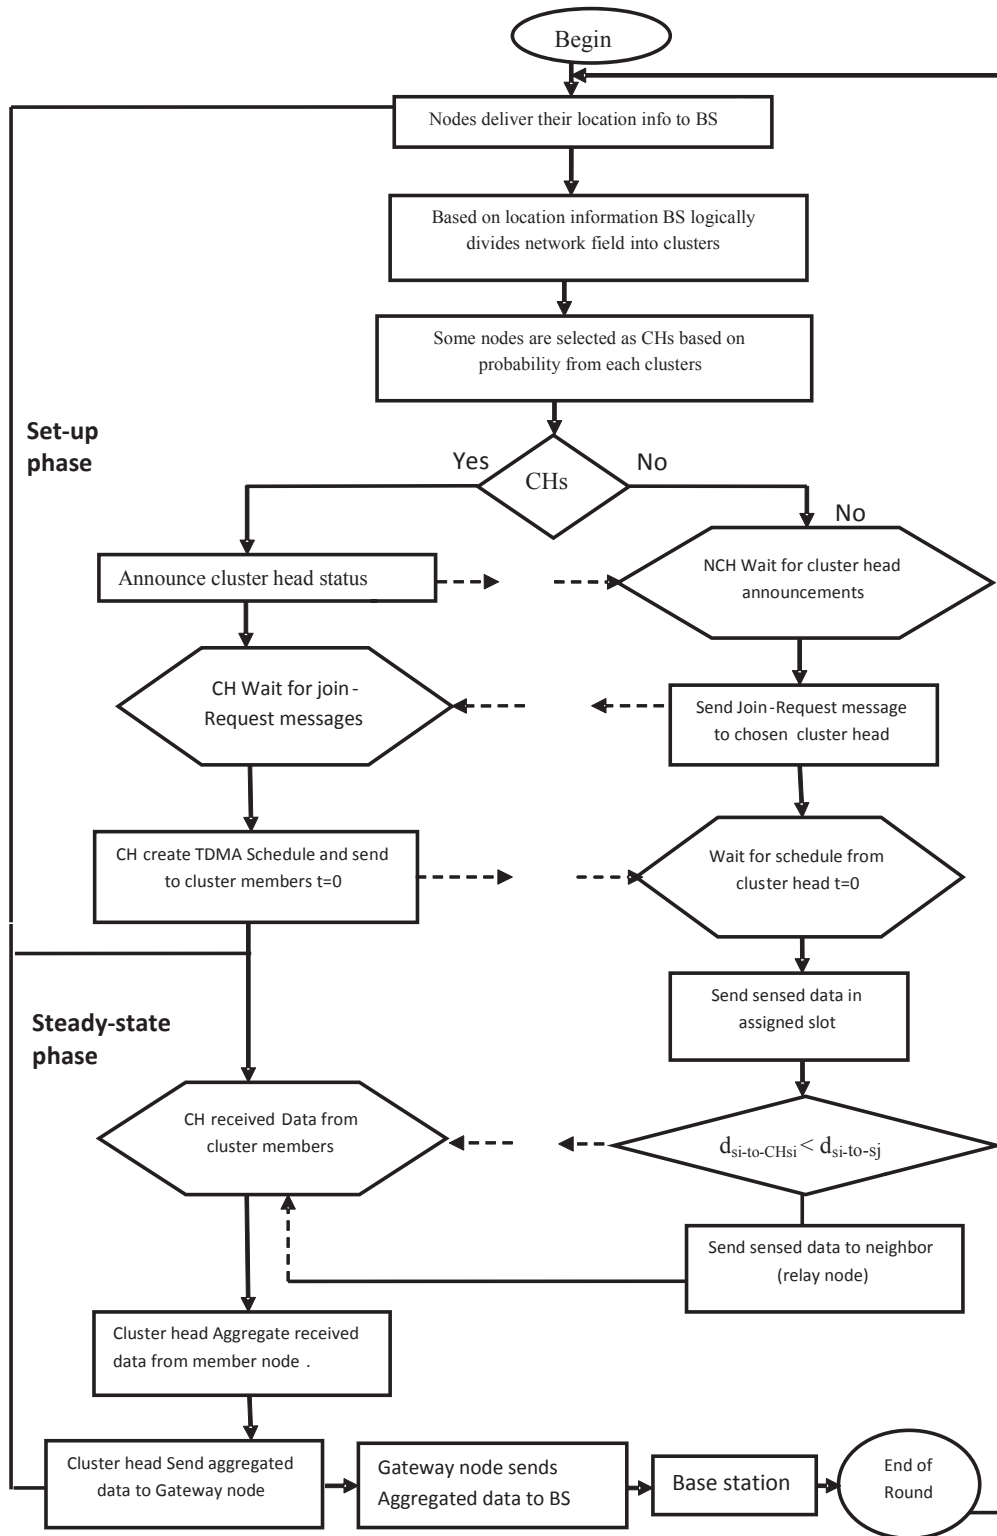 Begin
Nodes deliver their location info to BS
Based on location information BS logically
divides network field into clusters
Some nodes are selected as CHs based on
probability from each clusters
Set-up
phase
Yes
CHs
No
No
Announce cluster head status
NCH Wait for cluster head
announcements
CH Wait for join-
Request messages
Send Join-Request message
to chosen cluster head
CH create TDMA Schedule and send
to cluster members t=0
Wait for schedule from
cluster head t=0
Send sensed data in
assigned slot
Steady-state
phase
CH received Data from
cluster members
d si-to-CHsi < d si-to-sj
Send sensed data to neighbor
(relay node)
Cluster head Aggregate received
data from member node .
Cluster head Send aggregated
data to Gateway node
Gateway node sends
Aggregated data to BS
Base station
End of
Round